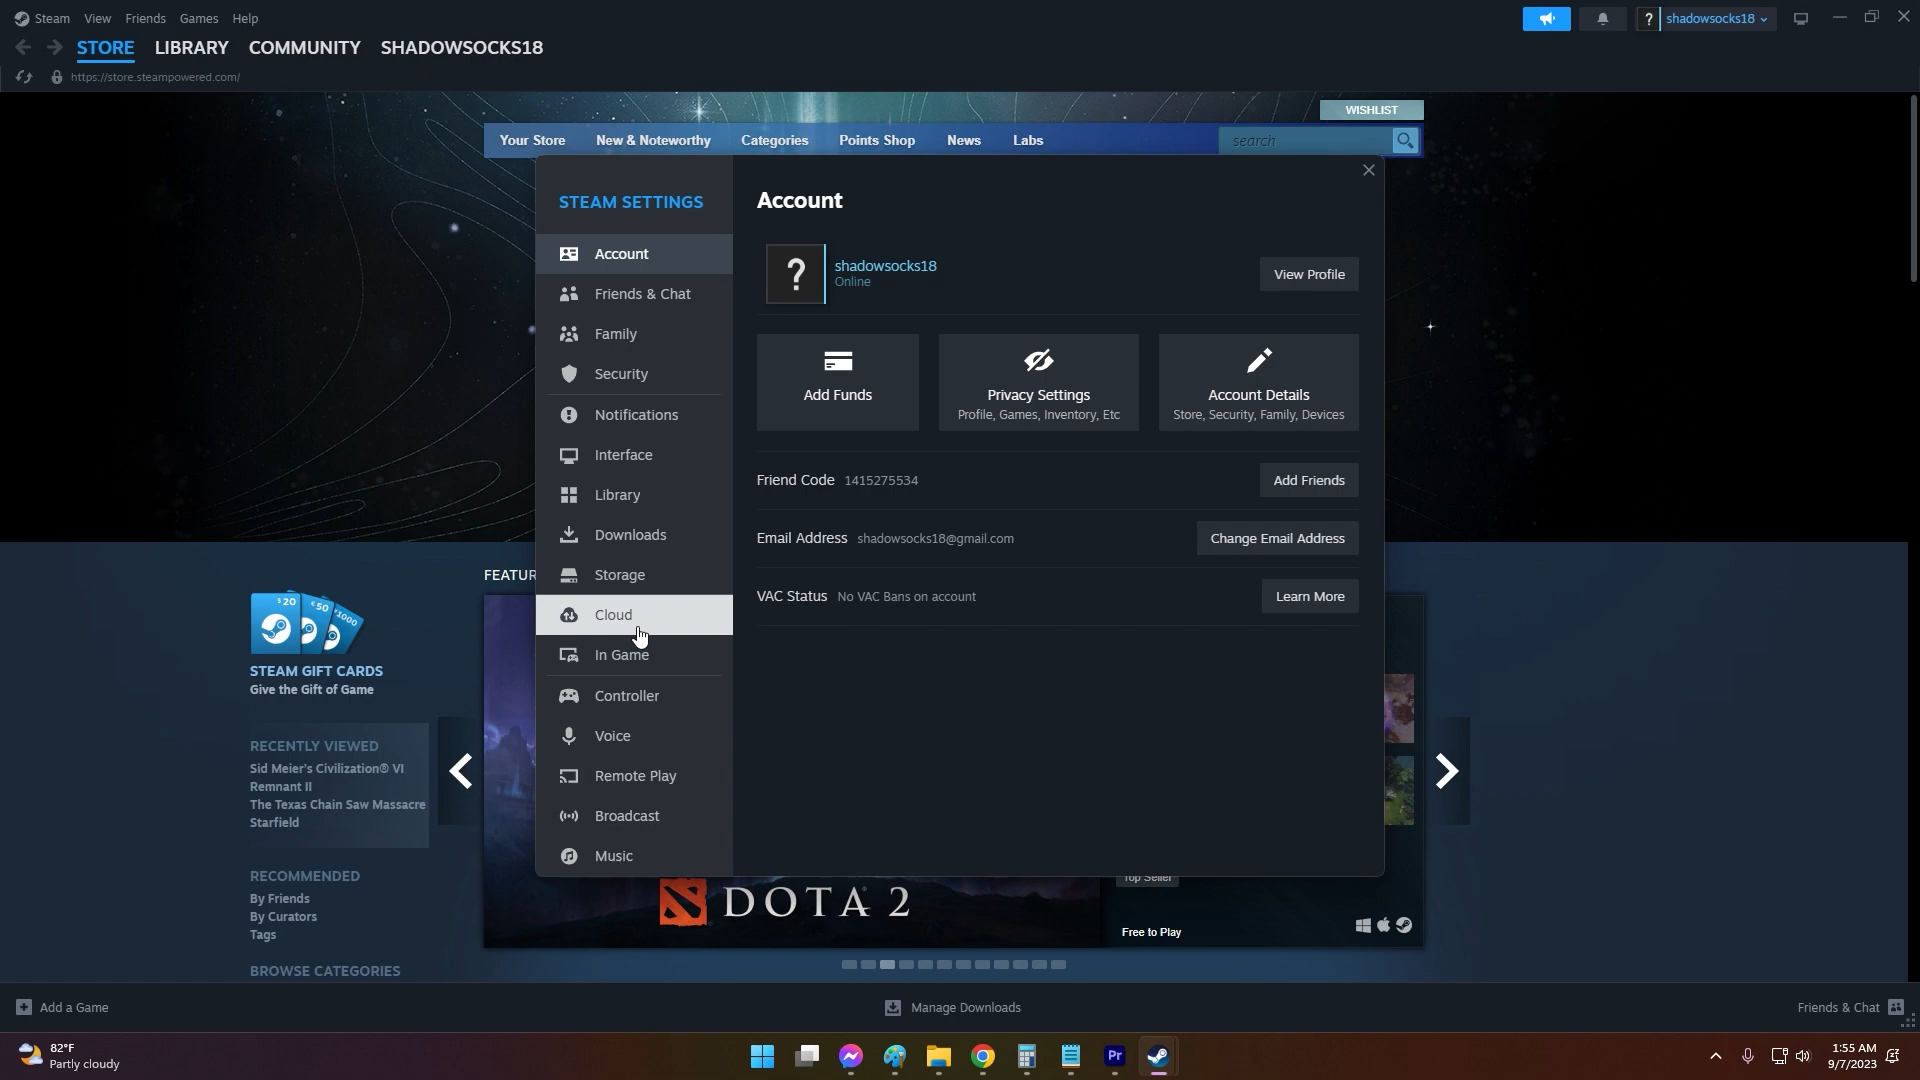 Steam View Friends Games Help
shadowsocks18
STORE LIBRARY COMMUNITY SHADOWSOCKS18
https://store.steampowered.com/
WISHLIST
Your Store New & Noteworthy Categories Points Shop News Labs search
STEAM SETTINGS
Account
Friends & Chat
Family
Security
Notifications
Interface
Library
Downloads
Storage
Cloud
In Game
Controller
Voice
Remote Play
Broadcast
Music
Account
?
shadowsocks18
Online
View Profile
Add Funds
Privacy Settings
Profile, Games, Inventory, Etc
Account Details
Store, Security, Family, Devices
Friend Code 1415275534 Add Friends
Email Address shadowsocks18@gmail.com Change Email Address
VAC Status No VAC Bans on account Learn More
FEATUR
$20 €50 ¥1000
STEAM GIFT CARDS
Give the Gift of Game
RECENTLY VIEWED
Sid Meier's Civilization® VI
Remnant II
The Texas Chain Saw Massacre
Starfield
RECOMMENDED
By Friends
By Curators
Tags
BROWSE CATEGORIES
DOTA 2
Top Seller
Free to Play
Add a Game Manage Downloads Friends & Chat
82°F
Partly cloudy
Pr
1:55 AM
9/7/2023